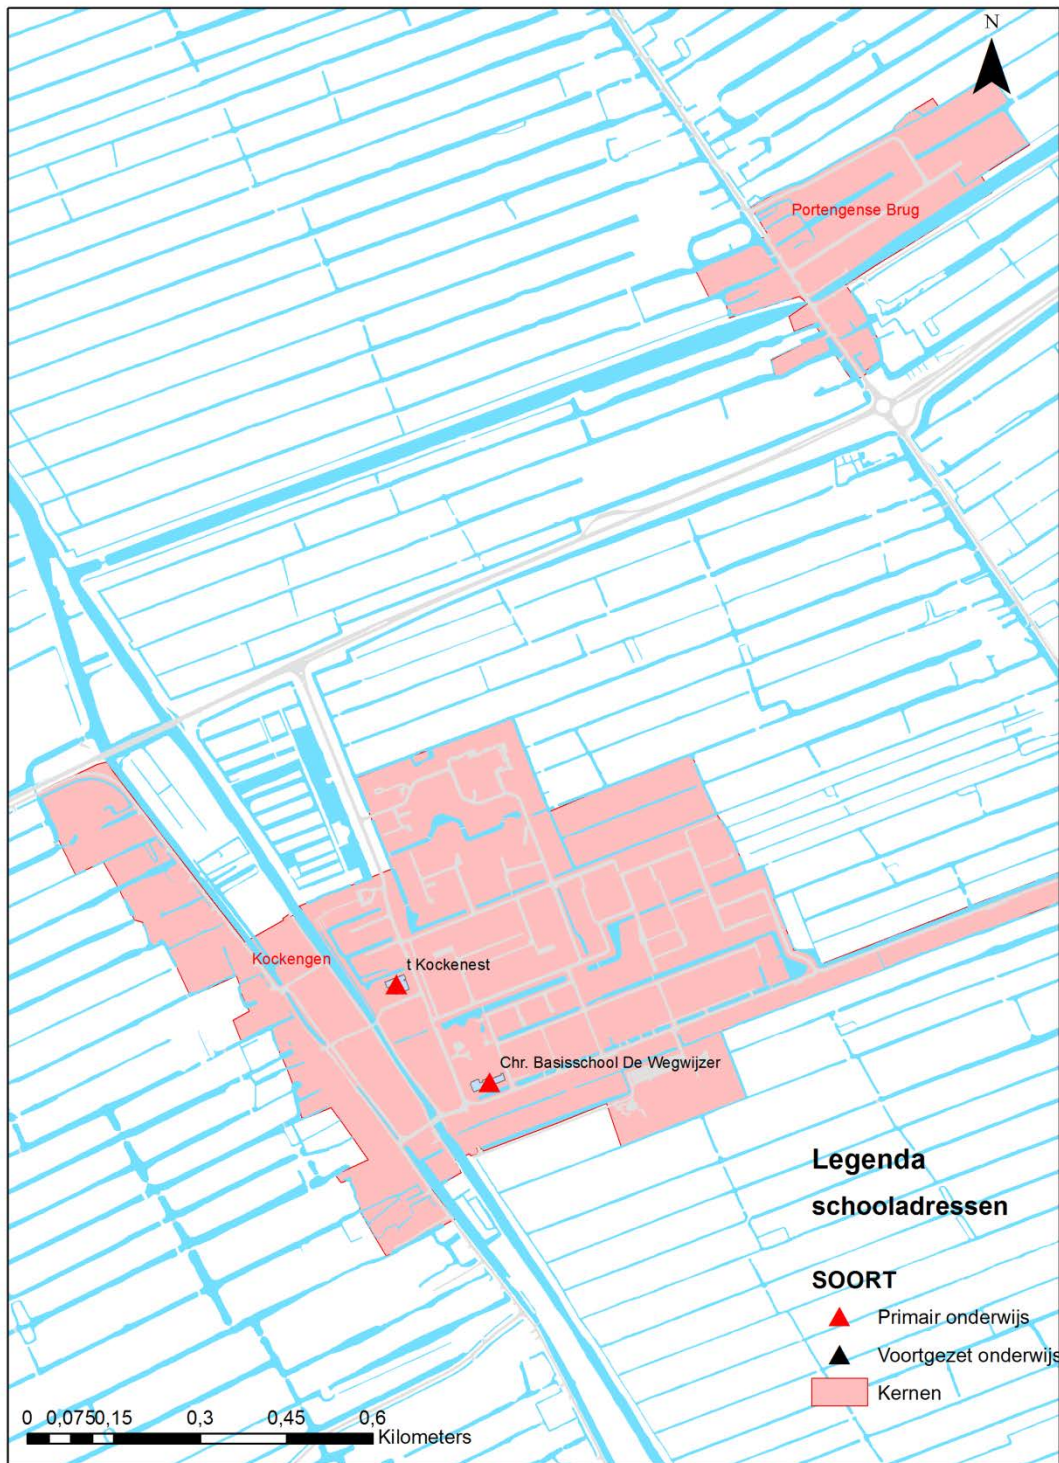 N
Portengense Brug
Kockengen
t Kockenest
Chr. Basisschool De Wegwijzer
Legenda
schooladressen
SOORT
Primair onderwijs
Voortgezet onderwijs
Kernen
0 0,075 0,15 0,3 0,45 0,6
Kilometers